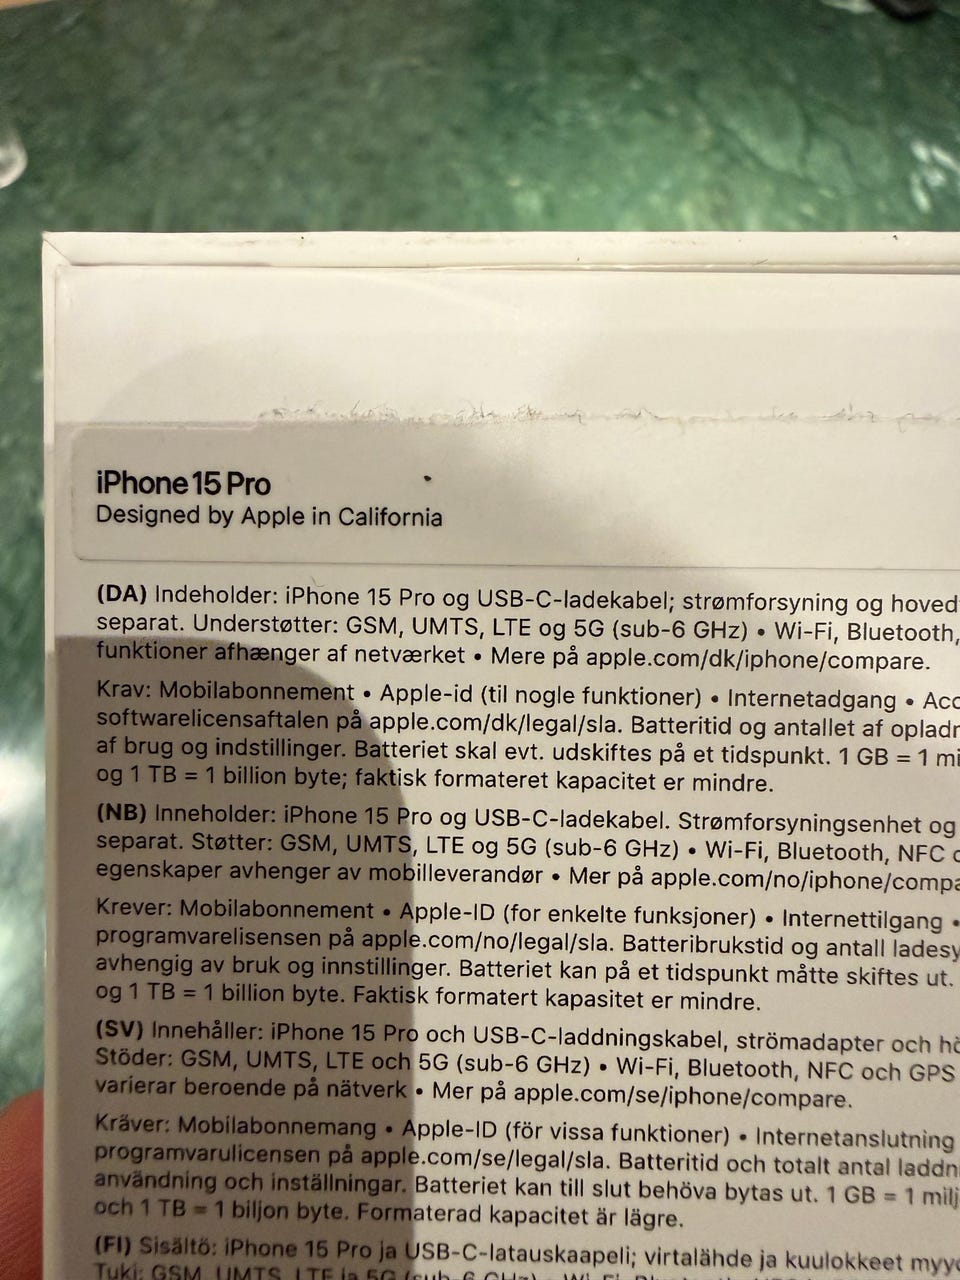 iPhone 15 Pro
Designed by Apple in California
(DA) Indeholder: iPhone 15 Pro og USB-C-ladekabel; strømforsyning og hoved
separat. Understøtter: GSM, UMTS, LTE og 5G (sub-6 GHz) • Wi-Fi, Bluetooth,
funktioner afhænger af netværket • Mere på apple.com/dk/iphone/compare.
Krav: Mobilabonnement • Apple-id (til nogle funktioner) • Internetadgang • Acc
softwarelicensaftalen på apple.com/dk/legal/sla. Batteritid og antallet af opladn
af brug og indstillinger. Batteriet skal evt. udskiftes på et tidspunkt. 1 GB = 1 mi
og 1 TB = 1 billion byte; faktisk formateret kapacitet er mindre.
(NB) Inneholder: iPhone 15 Pro og USB-C-ladekabel. Strømforsyningsenhet og
separat. Støtter: GSM, UMTS, LTE og 5G (sub-6 GHz) • Wi-Fi, Bluetooth, NFC o
egenskaper avhenger av mobilleverandør • Mer på apple.com/no/iphone/compa
Krever: Mobilabonnement • Apple-ID (for enkelte funksjoner) • Internettilgang •
programvarelisensen på apple.com/no/legal/sla. Batteribrukstid og antall ladesy
avhengig av bruk og innstillinger. Batteriet kan på et tidspunkt måtte skiftes ut.
og 1 TB = 1 billion byte. Faktisk formatert kapasitet er mindre.
(SV) Innehåller: iPhone 15 Pro och USB-C-laddningskabel, strömadapter och hö
Stöder: GSM, UMTS, LTE och 5G (sub-6 GHz) • Wi-Fi, Bluetooth, NFC och GPS
varierar beroende på nätverk • Mer på apple.com/se/iphone/compare.
Kräver: Mobilabonnemang • Apple-ID (för vissa funktioner) • Internetanslutning
programvarulicensen på apple.com/se/legal/sla. Batteritid och totalt antal laddn
användning och inställningar. Batteriet kan till slut behöva bytas ut. 1 GB = 1 milj
och 1 TB = 1 biljon byte. Formaterad kapacitet är lägre.
(FI) Sisältö: iPhone 15 Pro ja USB-C-latauskaapeli; virtalähde ja kuulokkeet myy
Tuki: GSM, UMTS, LTE ja 5G (sub-6 GHz)